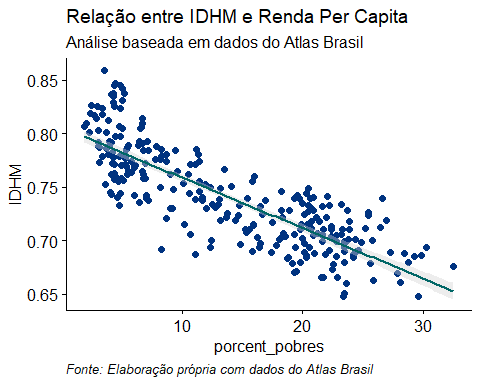 Relação entre IDHM e Renda Per Capita
Análise baseada em dados do Atlas Brasil
0.85
0.80
0.75
0.70
0.65
IDHM
10
20
30
porcent_pobres
Fonte: Elaboração própria com dados do Atlas Brasil